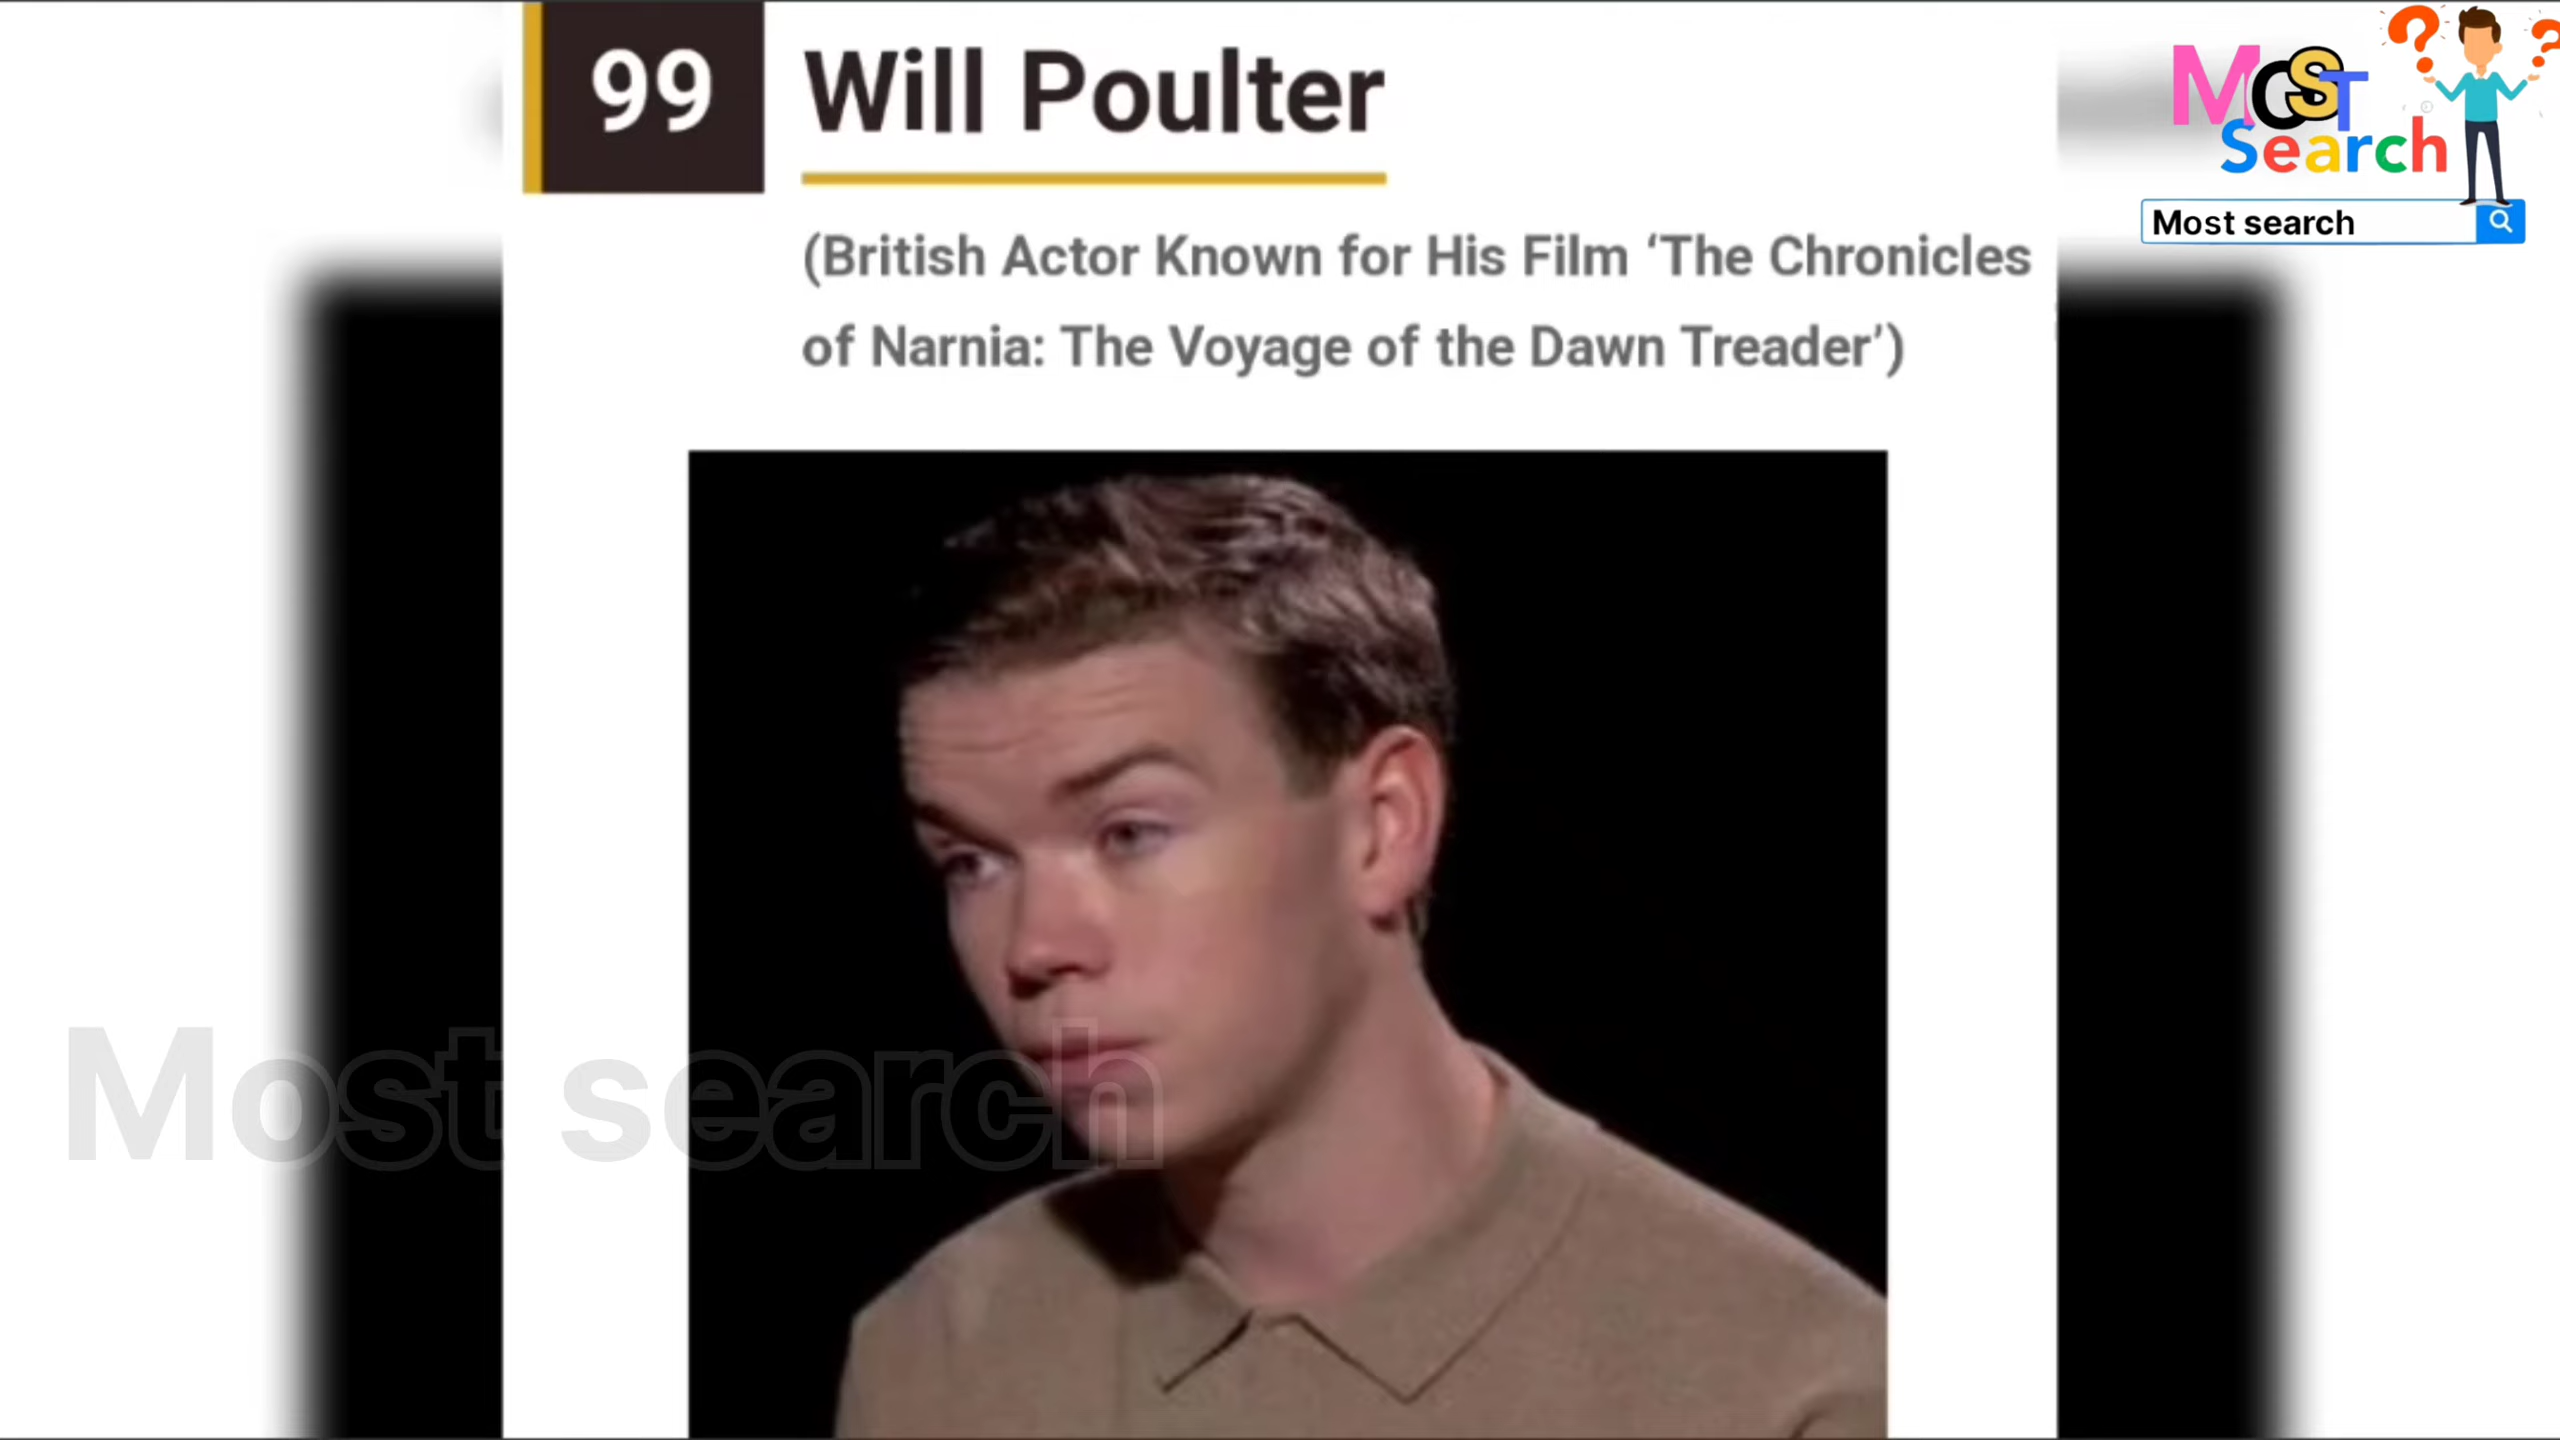 99 Will Poulter
(British Actor Known for His Film ‘The Chronicles
of Narnia: The Voyage of the Dawn Treader’)
MOST
Search
Most search
Most search